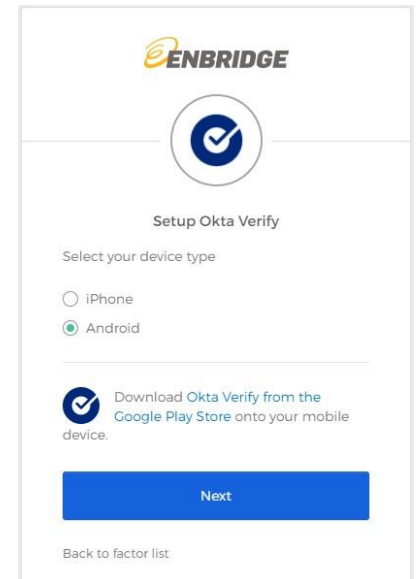 ENBRIDGE
Setup Okta Verify
Select your device type
iPhone
Android
Download Okta Verify from the
Google Play Store onto your mobile
device.
Next
Back to factor list